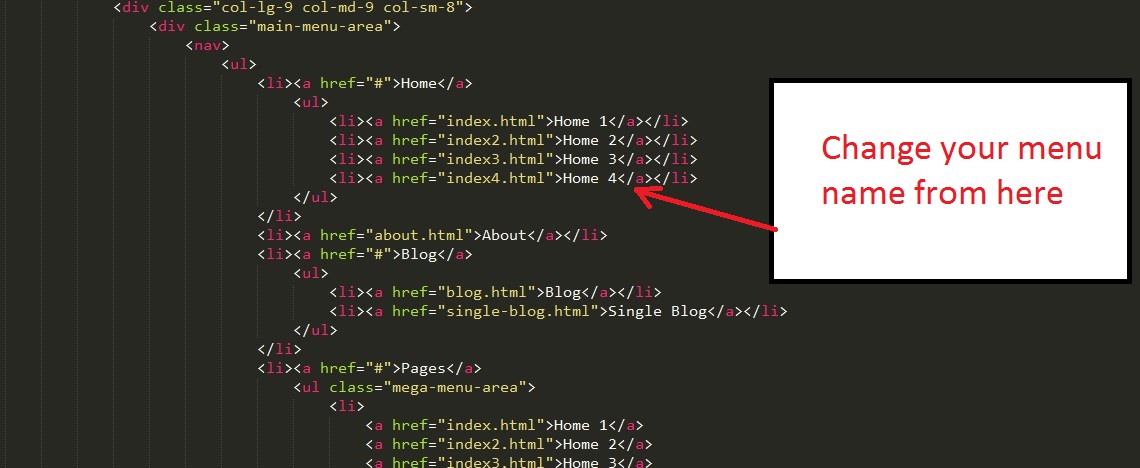 <div class="col-lg-9 col-md-9 col-sm-8">
<div class="main-menu-area">
<nav>
<ul>
<li><a href="#">Home</a>
<ul>
<li><a href="index.html">Home 1</a></li>
<li><a href="index2.html">Home 2</a></li>
<li><a href="index3.html">Home 3</a></li>
<li><a href="index4.html">Home 4</a></li>
</ul>
</li>
<li><a href="about.html">About</a></li>
<li><a href="#">Blog</a>
<ul>
<li><a href="blog.html">Blog</a></li>
<li><a href="single-blog.html">Single Blog</a></li>
</ul>
</li>
<li><a href="#">Pages</a>
<ul class="mega-menu-area">
<li>
<a href="index.html">Home 1</a>
<a href="index2.html">Home 2</a>
<a href="index3.html">Home 3</a>
Change your menu
name from here